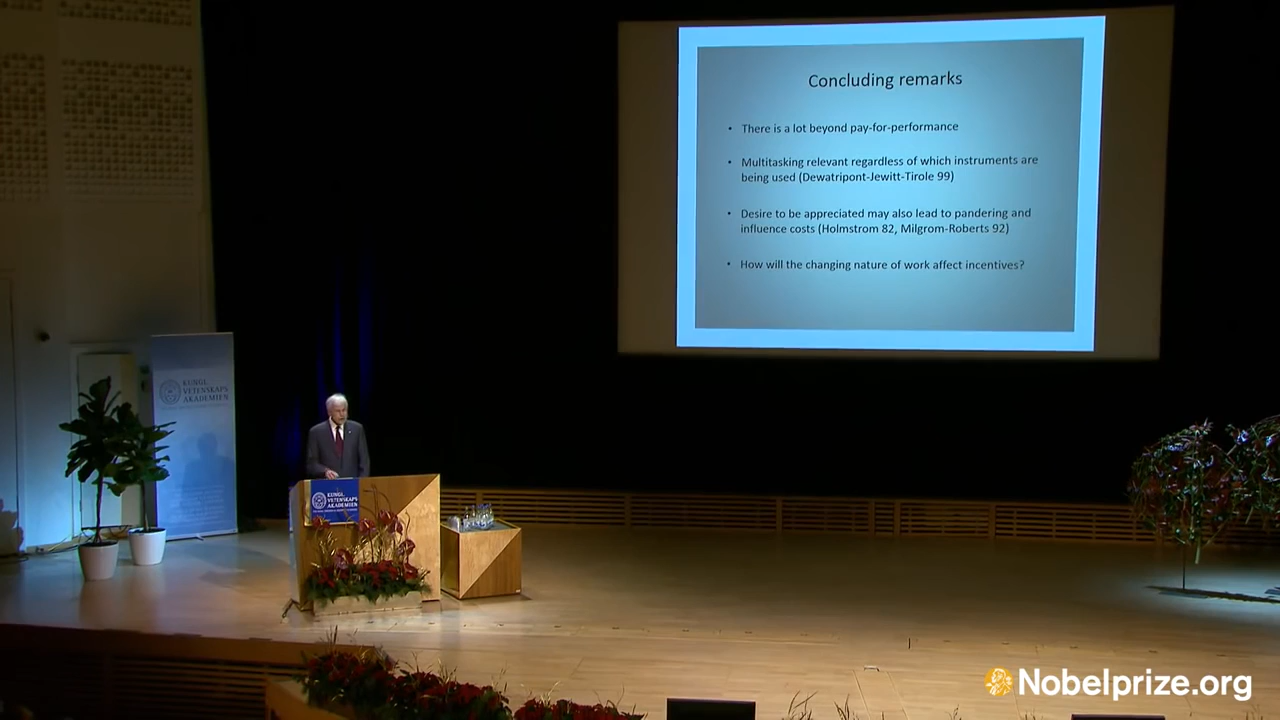 Concluding remarks
• There is a lot beyond pay-for-performance
• Multitasking relevant regardless of which instruments are
being used (Dewatripont-Jewitt-Tirole 99)
• Desire to be appreciated may also lead to pandering and
influence costs (Holmstrom 82, Milgrom-Roberts 92)
• How will the changing nature of work affect incentives?
KUNGL.
VETENSKAPS
AKADEMIEN
KUNGL.
VETENSKAPS
AKADEMIEN
Nobelprize.org